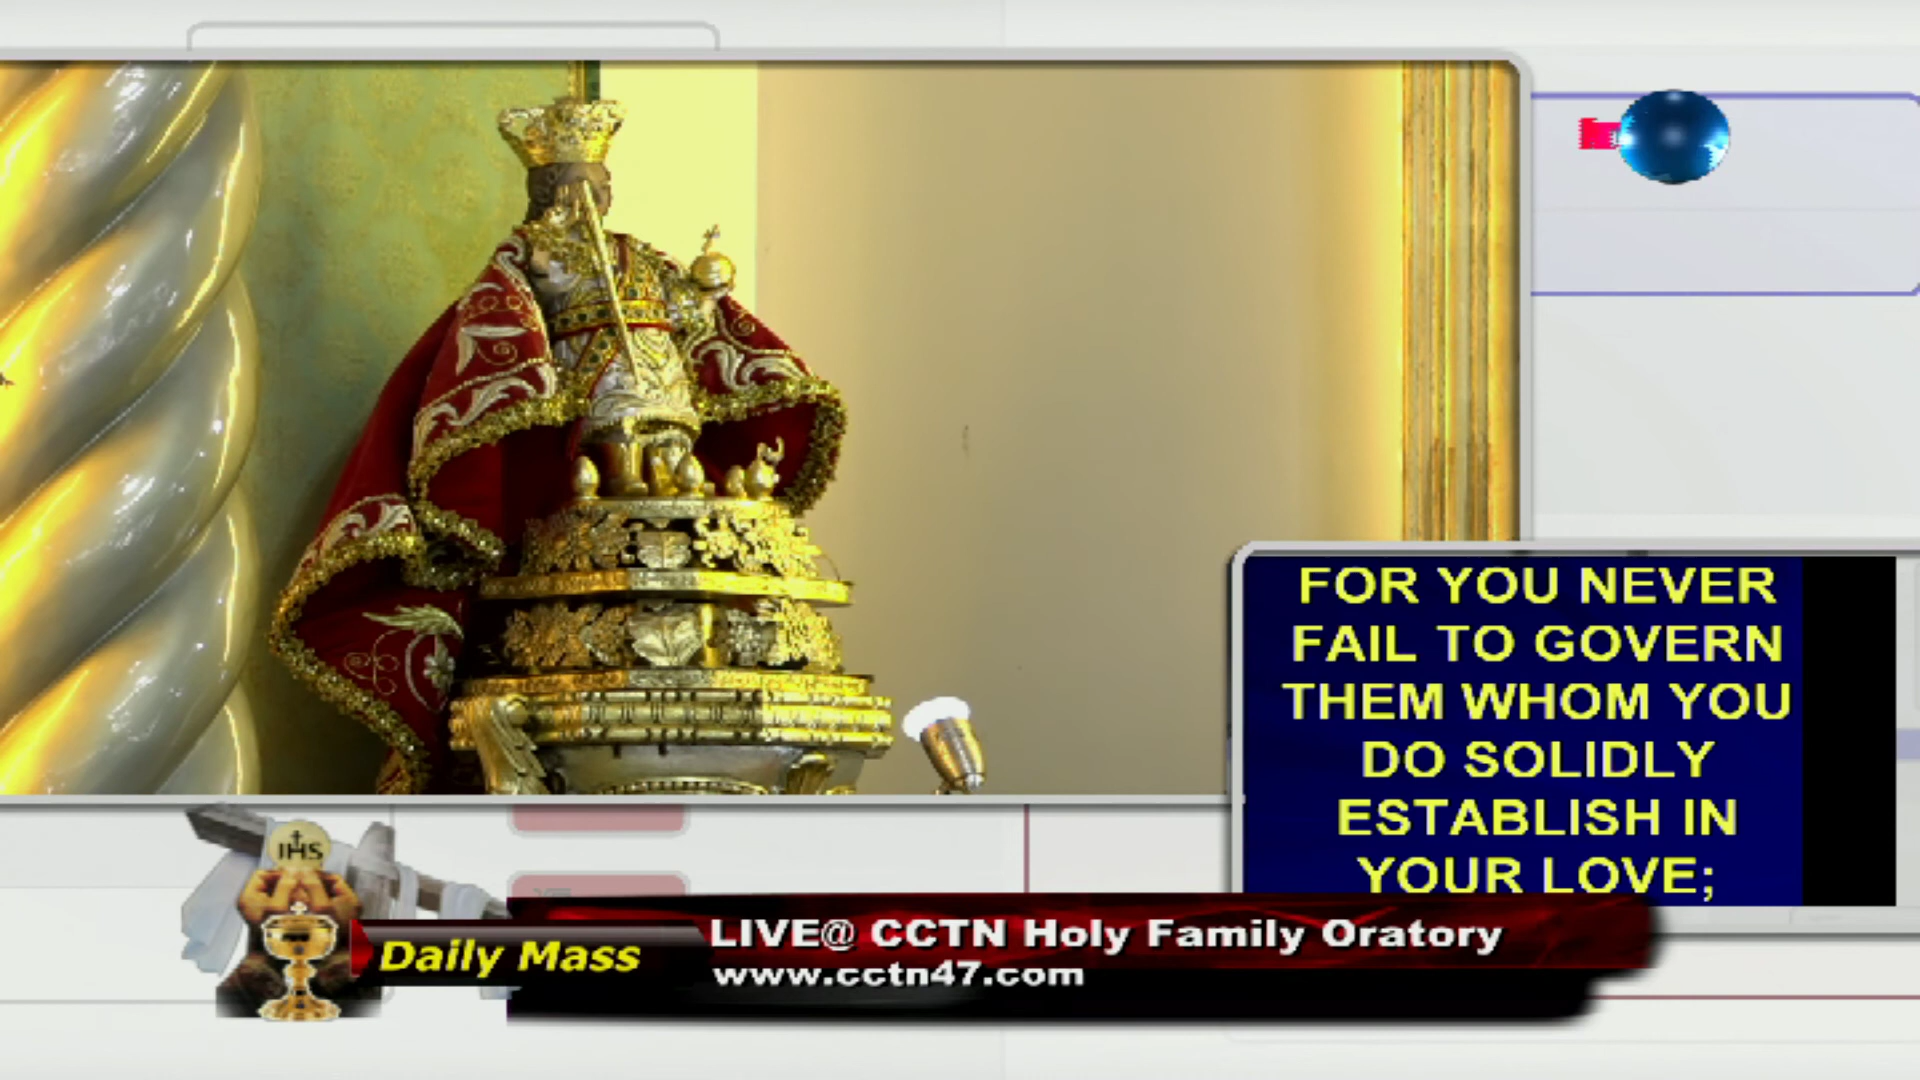 FOR YOU NEVER
FAIL TO GOVERN
THEM WHOM YOU
DO SOLIDLY
ESTABLISH IN
YOUR LOVE;
IHS
Daily Mass
LIVE@ CCTN Holy Family Oratory
www.cctn47.com